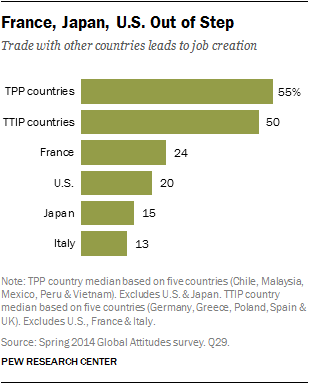 France, Japan, U.S. Out of Step
Trade with other countries leads to job creation
TPP countries 55%
TTIP countries 50
France 24
U.S. 20
Japan 15
Italy 13
Note: TPP country median based on five countries (Chile, Malaysia,
Mexico, Peru & Vietnam). Excludes U.S. & Japan. TTIP country
median based on five countries (Germany, Greece, Poland, Spain &
UK). Excludes U.S., France & Italy.
Source: Spring 2014 Global Attitudes survey. Q29.
PEW RESEARCH CENTER